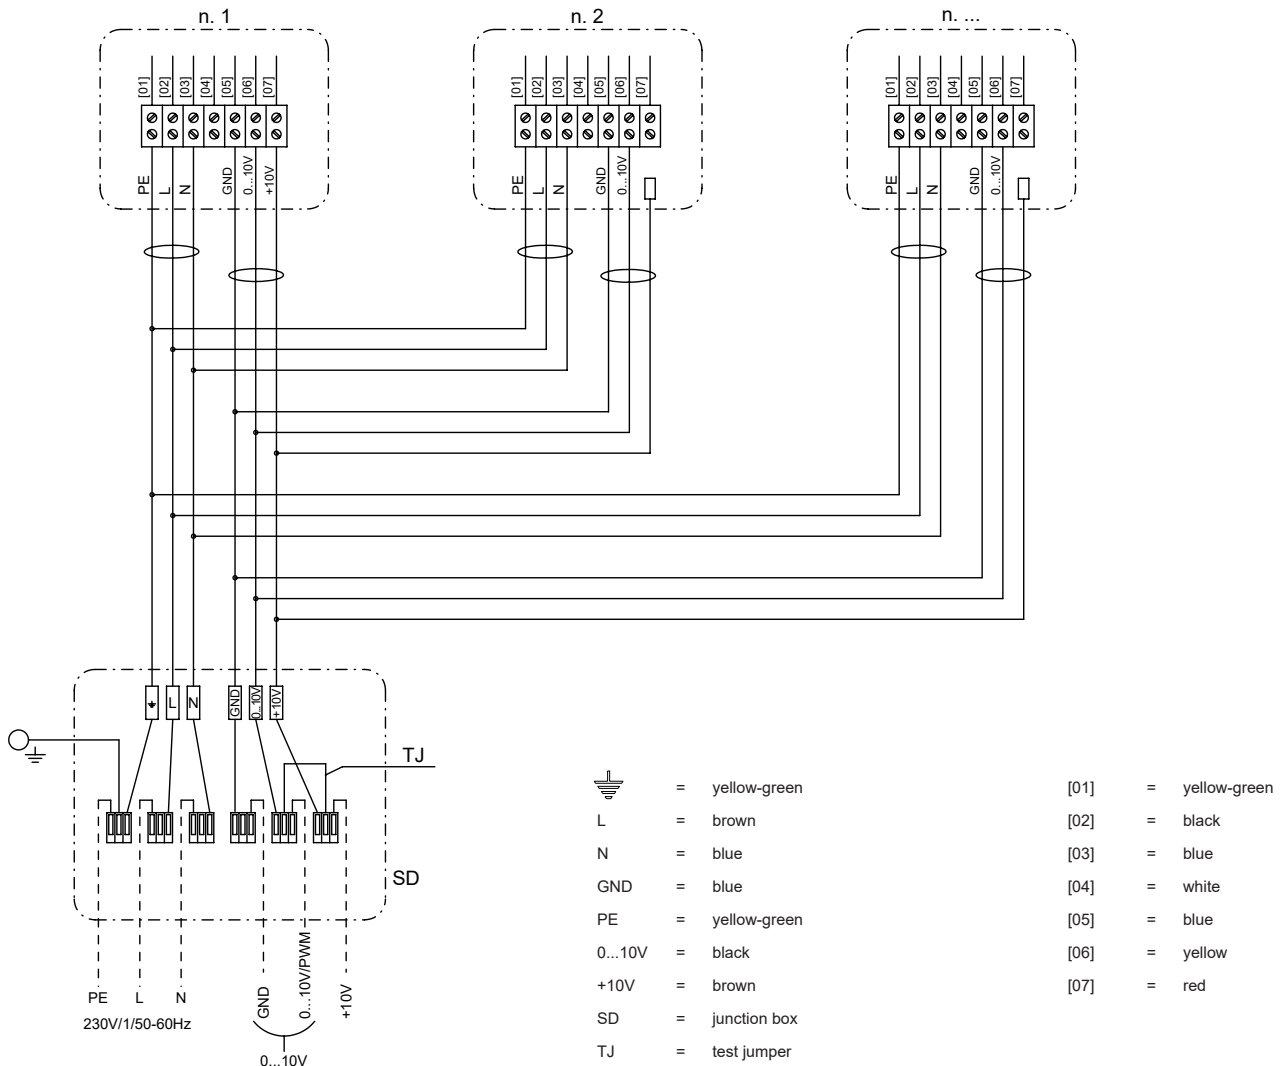 n. 1 n. 2 n. ...
[01] [02] [03] [04] [05] [06] [07] [01] [02] [03] [04] [05] [06] [07] [01] [02] [03] [04] [05] [06] [07]
PE L N GND 0...10V +10V PE L N GND 0...10V PE L N GND 0...10V
L N GND 0...10V +10V
TJ
SD
PE L N GND 0...10V/PWM +10V
230V/1/50-60Hz
0...10V
= yellow-green
L = brown
N = blue
GND = blue
PE = yellow-green
0...10V = black
+10V = brown
SD = junction box
TJ = test jumper
[01] = yellow-green
[02] = black
[03] = blue
[04] = white
[05] = blue
[06] = yellow
[07] = red